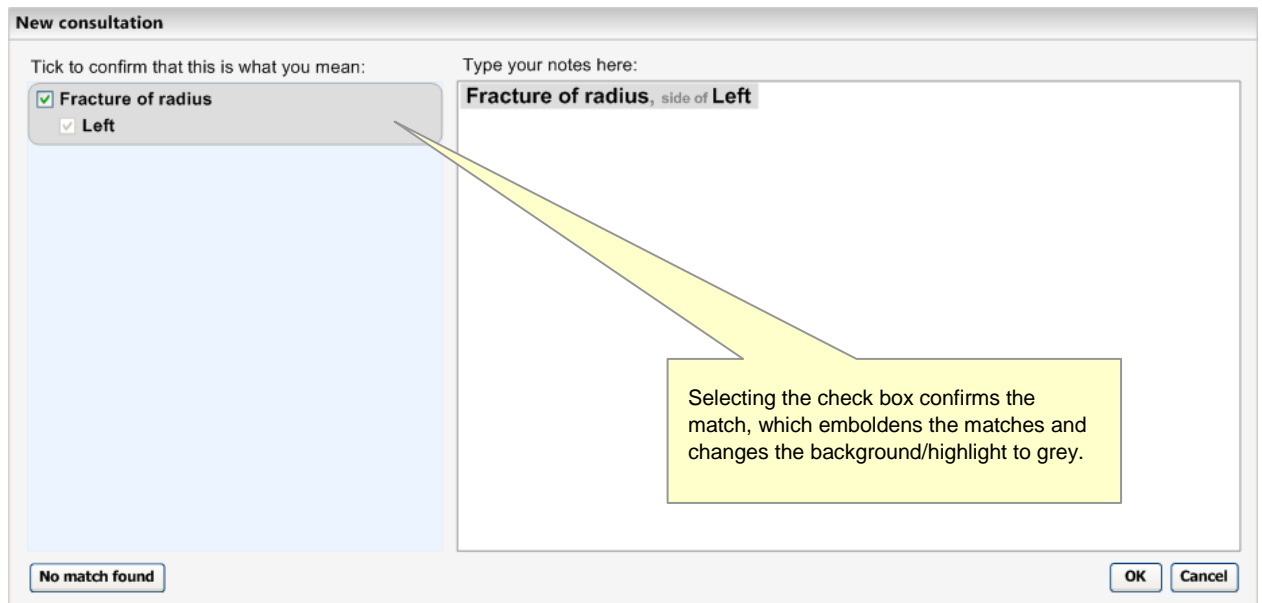 New consultation
Tick to confirm that this is what you mean:
Fracture of radius
Left
Type your notes here:
Fracture of radius, side of Left
Selecting the check box confirms the
match, which emboldens the matches and
changes the background/highlight to grey.
No match found
OK
Cancel